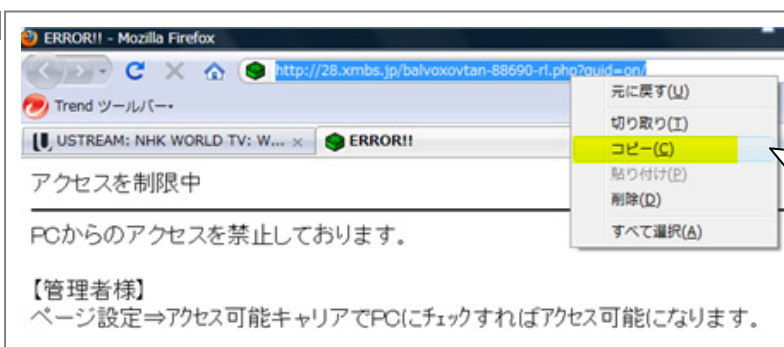 ERROR!! - Mozilla Firefox
http://28.xmbs.jp/balvoxovtan-88690-rl.php?guid=on/
Trend ツールバー
USTREAM: NHK WORLD TV: W...
ERROR!!
元に戻す(U)
切り取り(T)
コピー(C)
貼り付け(P)
削除(D)
すべて選択(A)
アクセスを制限中
PCからのアクセスを禁止しております。
【管理者様】
ページ設定⇒アクセス可能キャリアでPCにチェックすればアクセス可能になります。